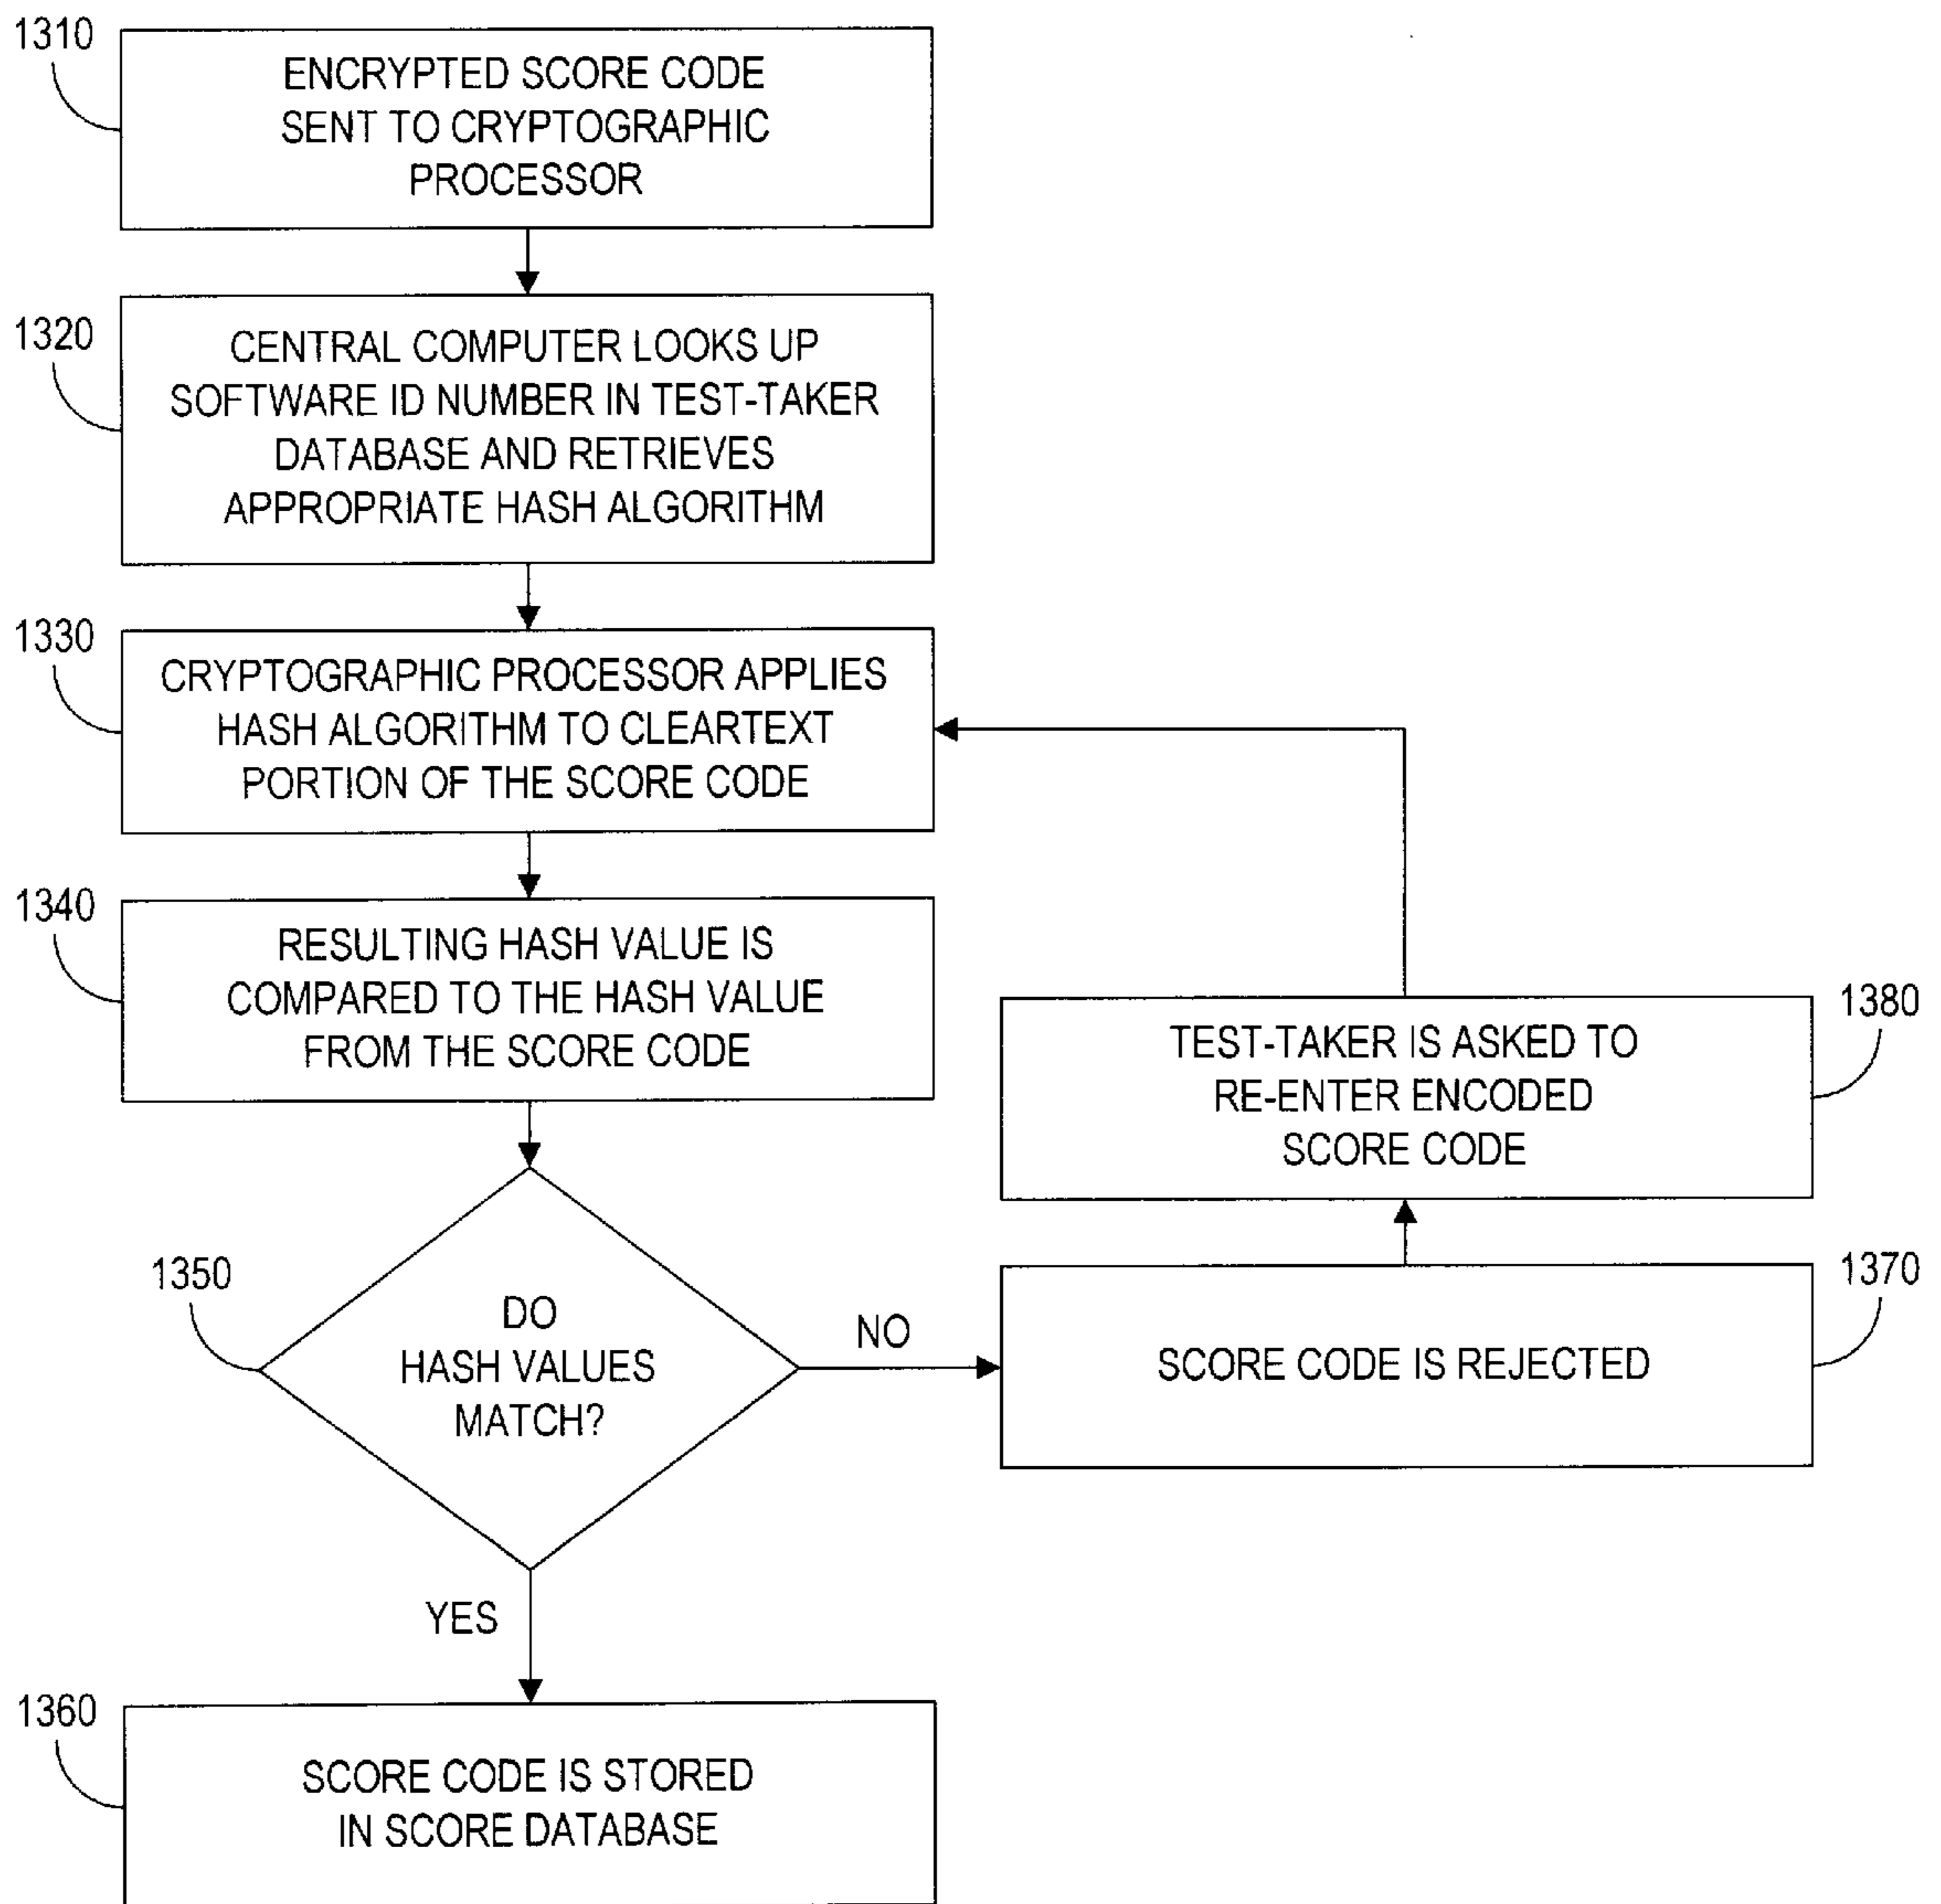 1310
ENCRYPTED SCORE CODE
SENT TO CRYPTOGRAPHIC
PROCESSOR
1320
CENTRAL COMPUTER LOOKS UP
SOFTWARE ID NUMBER IN TEST-TAKER
DATABASE AND RETRIEVES
APPROPRIATE HASH ALGORITHM
1330
CRYPTOGRAPHIC PROCESSOR APPLIES
HASH ALGORITHM TO CLEARTEXT
PORTION OF THE SCORE CODE
1340
RESULTING HASH VALUE IS
COMPARED TO THE HASH VALUE
FROM THE SCORE CODE
1380
TEST-TAKER IS ASKED TO
RE-ENTER ENCODED
SCORE CODE
1350
DO
HASH VALUES
MATCH?
NO
1370
SCORE CODE IS REJECTED
YES
1360
SCORE CODE IS STORED
IN SCORE DATABASE